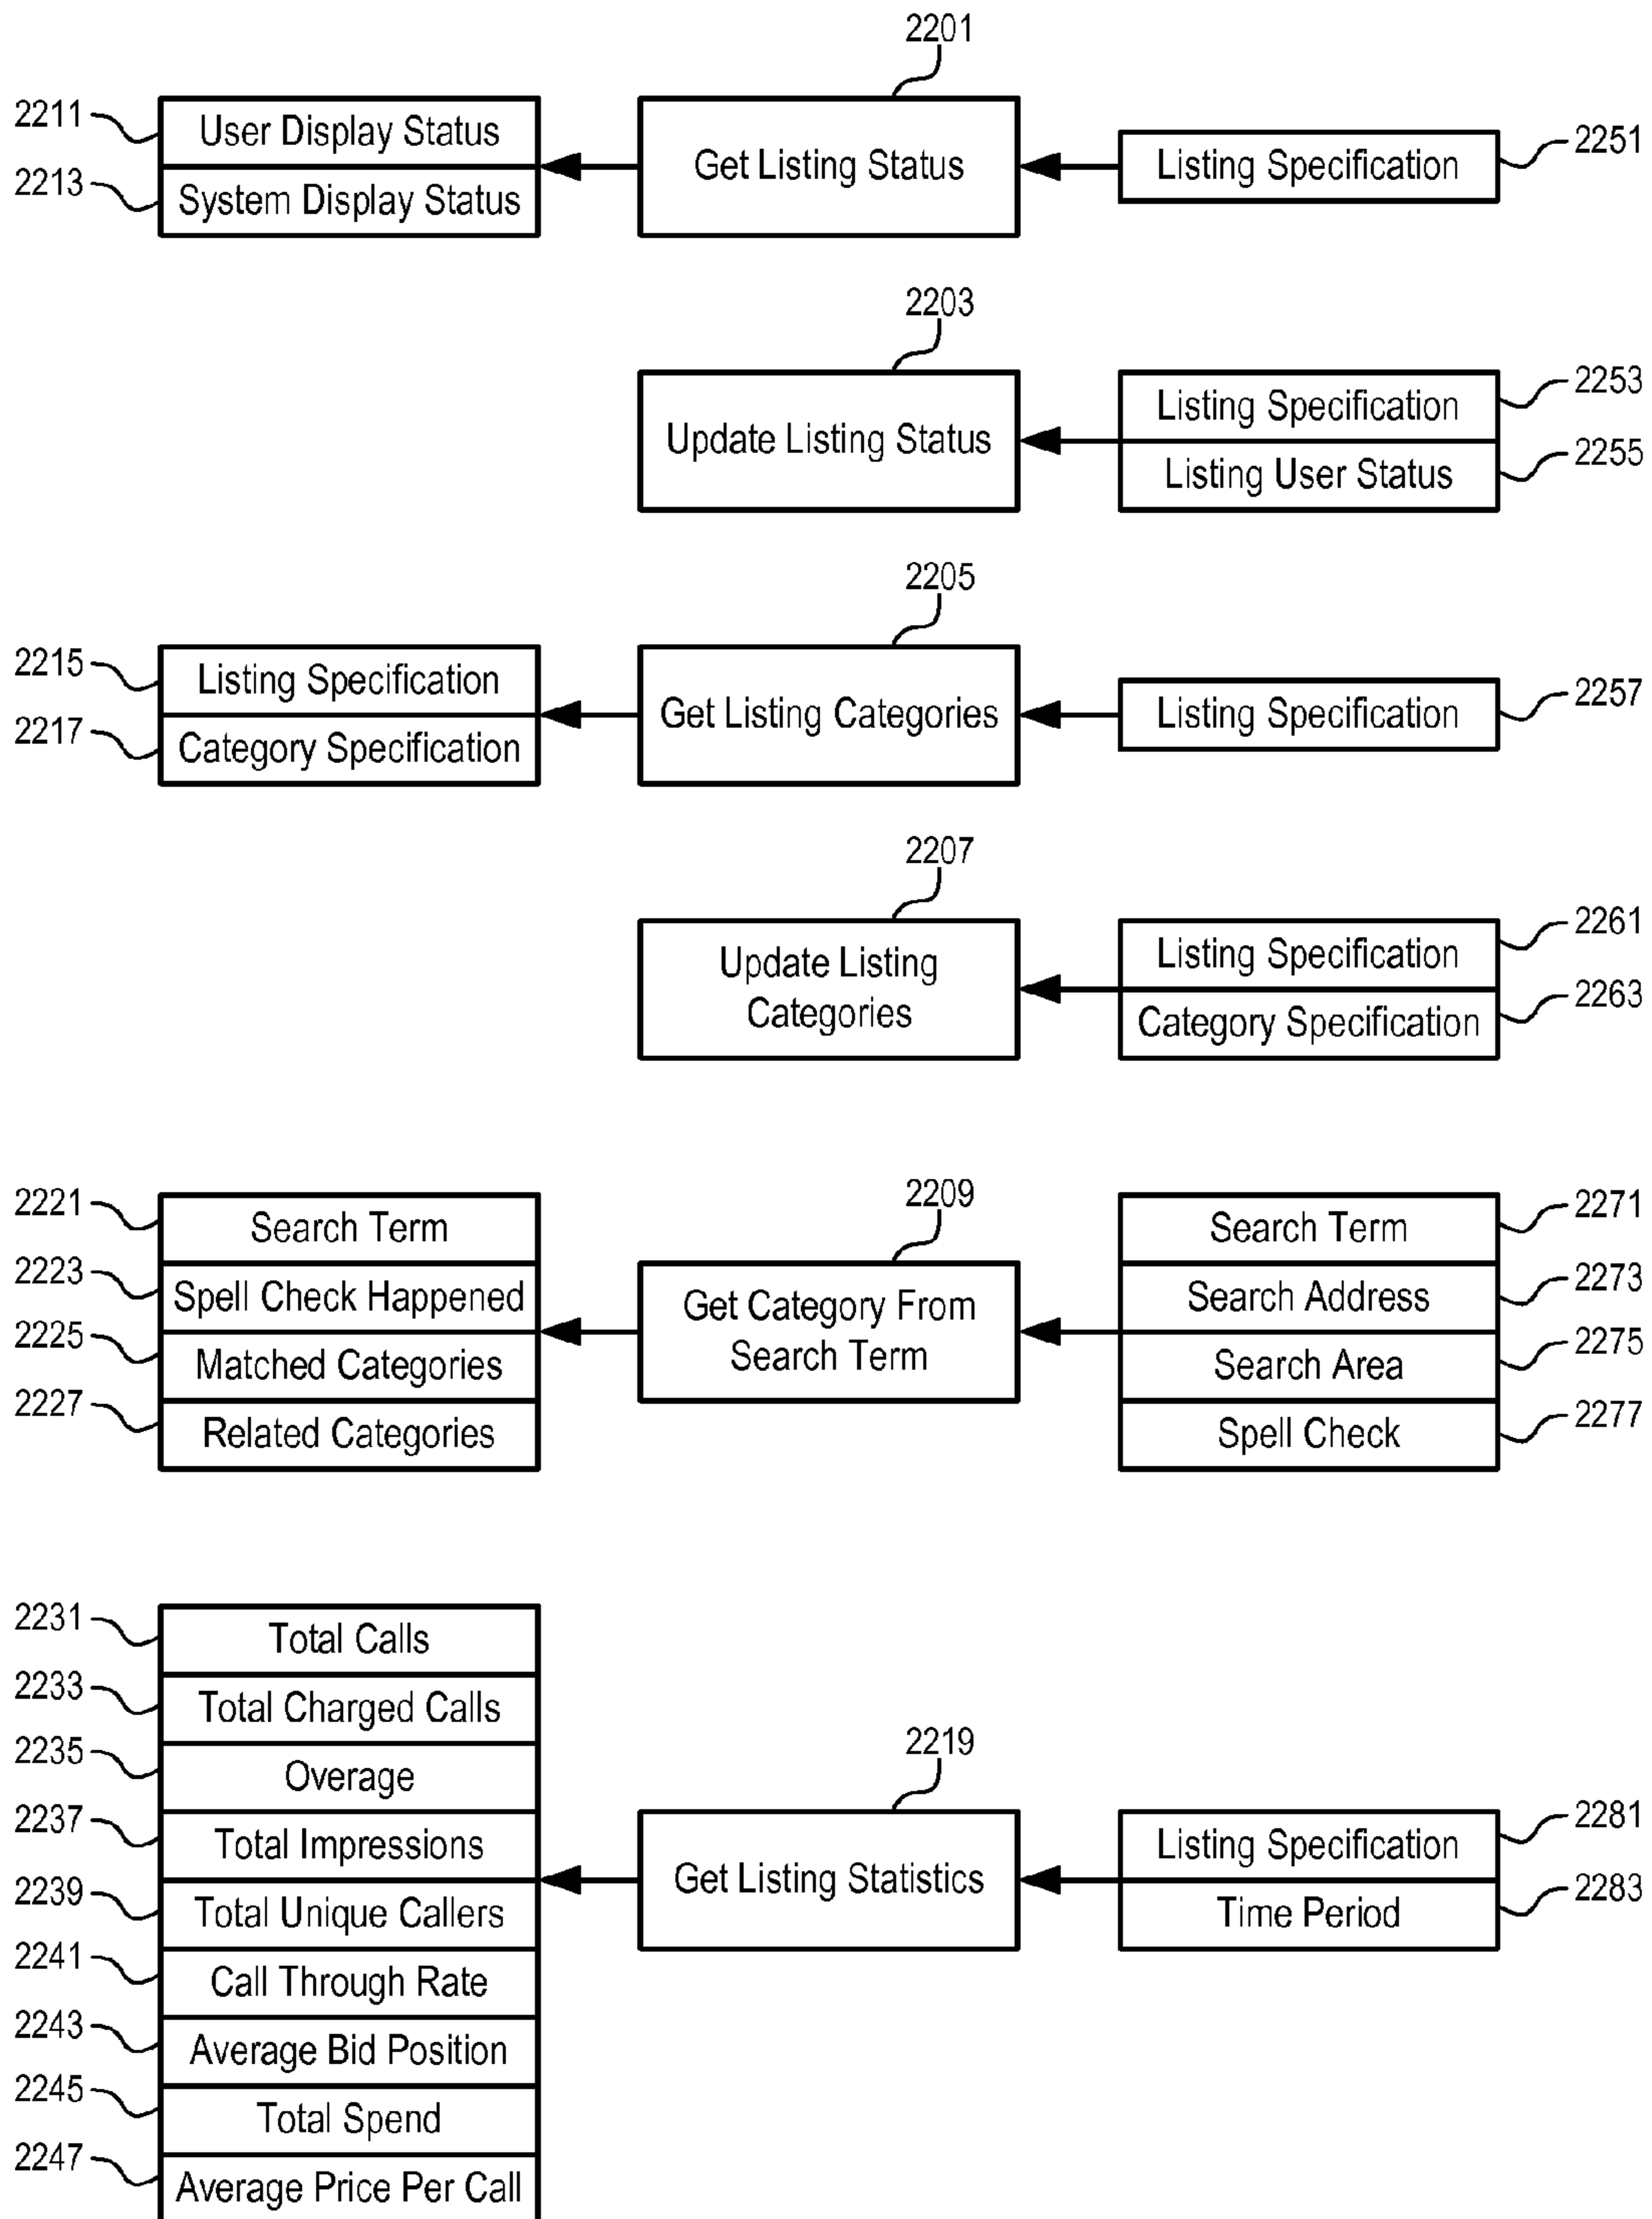 2201
2211
User Display Status
2213
System Display Status
Get Listing Status
Listing Specification
2251
2203
Update Listing Status
Listing Specification
2253
Listing User Status
2255
2205
2215
Listing Specification
2217
Category Specification
Get Listing Categories
Listing Specification
2257
2207
Update Listing
Categories
Listing Specification
2261
Category Specification
2263
2221
Search Term
2223
Spell Check Happened
2225
Matched Categories
2227
Related Categories
2209
Get Category From
Search Term
Search Term
2271
Search Address
2273
Search Area
2275
Spell Check
2277
2231
Total Calls
2233
Total Charged Calls
2235
Overage
2237
Total Impressions
2239
Total Unique Callers
2241
Call Through Rate
2243
Average Bid Position
2245
Total Spend
2247
Average Price Per Call
2219
Get Listing Statistics
Listing Specification
2281
Time Period
2283